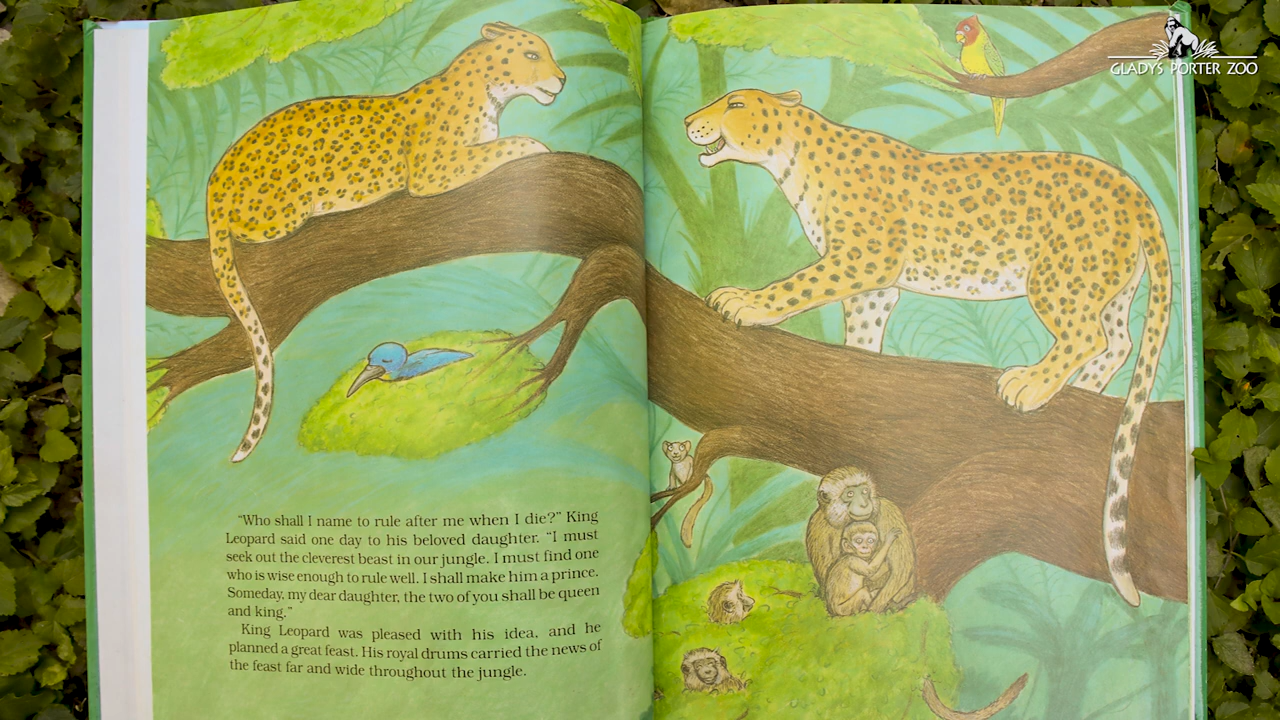 GLADYS PORTER ZOO
"Who shall I name to rule after me when I die?" King
Leopard said one day to his beloved daughter. "I must
seek out the cleverest beast in our jungle. I must find one
who is wise enough to rule well. I shall make him a prince.
Someday, my dear daughter, the two of you shall be queen
and king."
King Leopard was pleased with his idea, and he
planned a great feast. His royal drums carried the news of
the feast far and wide throughout the jungle.